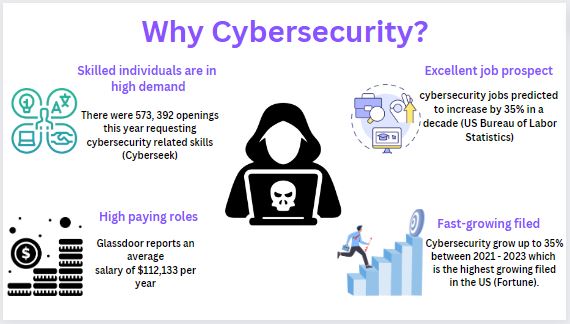 Why Cybersecurity?
Skilled individuals are in
high demand
There were 573, 392 openings
this year requesting
cybersecurity related skills
(Cyberseek)
Excellent job prospect
cybersecurity jobs predicted
to increase by 35% in a
decade (US Bureau of Labor
Statistics)
High paying roles
Glassdoor reports an
average
salary of $112,133 per
year
Fast-growing filed
Cybersecurity grow up to 35%
between 2021 - 2023 which
is the highest growing filed
in the US (Fortune).